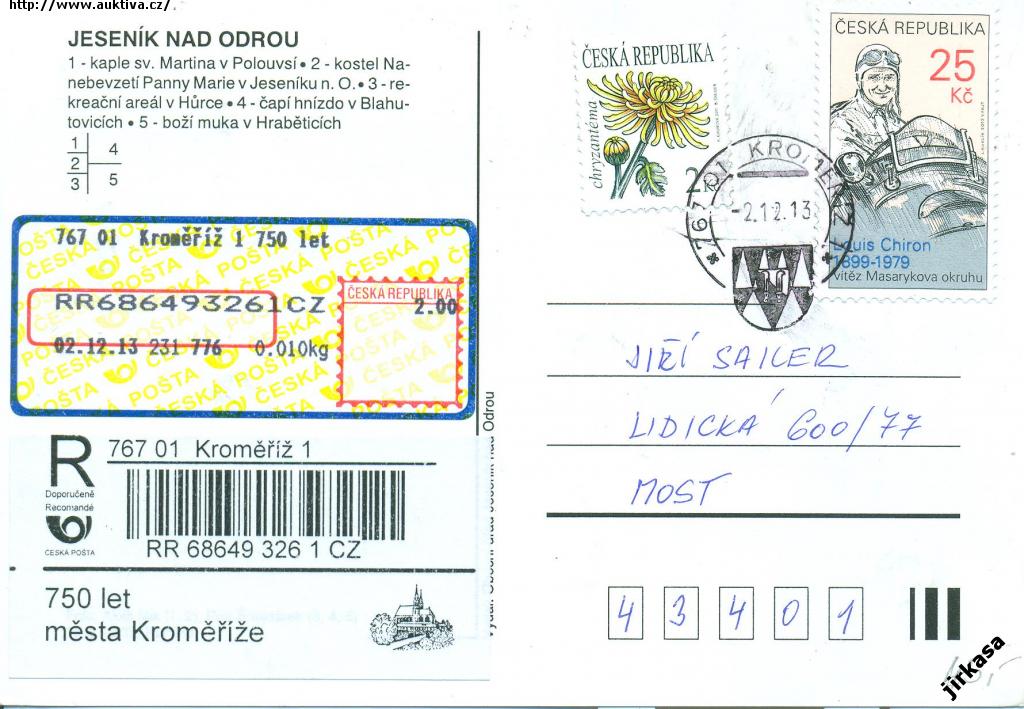 http://www.auktiva.cz/
JESENÍK NAD ODROU
1 - kaple sv. Martina v Polouvsí • 2 - kostel Na-
nebevzetí Panny Marie v Jeseníku n. O. • 3 - re-
kreační areál v Hůrce • 4 - čapí hnízdo v Blahu-
tovicích • 5 - boží muka v Hraběticích
1 4
2
3 5
767 01 Kroměříž 1 750 let
RR686493261CZ
ČESKÁ REPUBLIKA
2.00
02.12.13 231 776 0.010kg
ČESKÁ POŠTA
R
Doporučeně
Recomandé
ČESKÁ POŠTA
767 01 Kroměříž 1
RR 68649 326 1 CZ
750 let
města Kroměříže
ČESKÁ REPUBLIKA
chryzantéma
2 Kč
ČESKÁ REPUBLIKA
25
Kč
Louis Chiron
1899-1979
vítěz Masarykova okruhu
767 01 KROMĚŘÍŽ 1
-2.12.13
JIŘÍ SAILER
LIDICKÁ 600/77
MOST
4 3 4 0 1
jirkasa